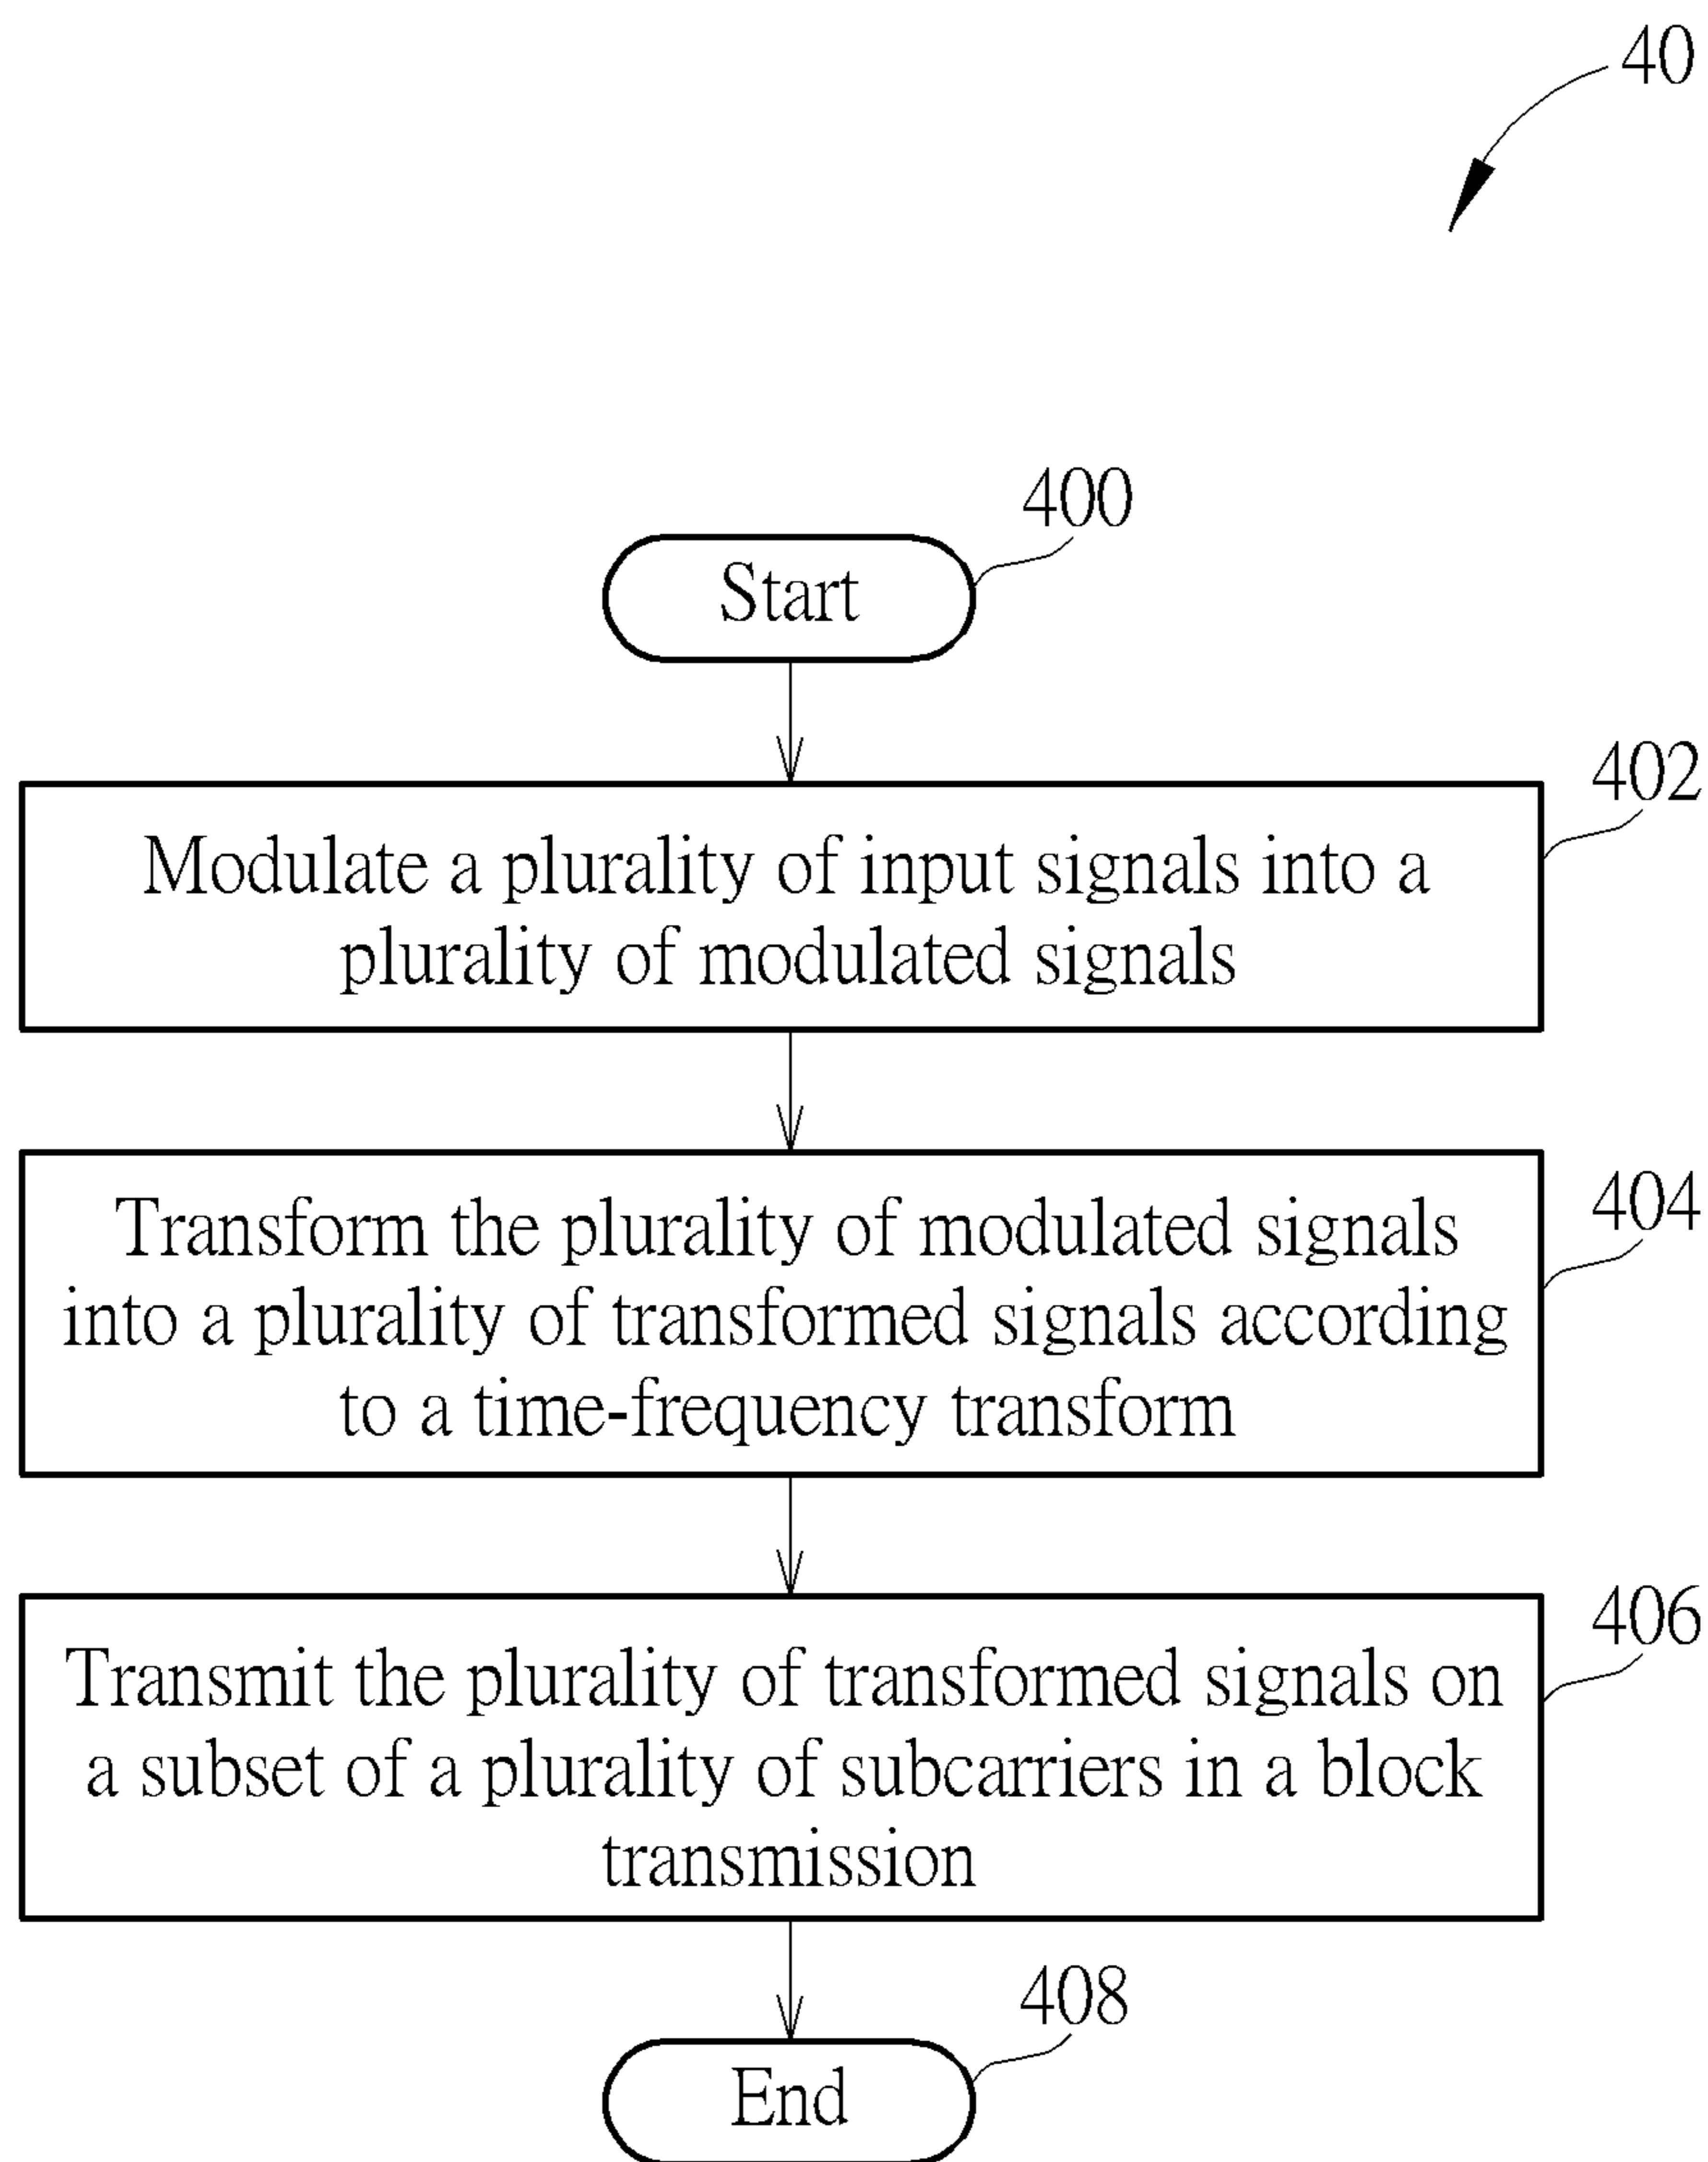 40
400
Start
402
Modulate a plurality of input signals into a
plurality of modulated signals
404
Transform the plurality of modulated signals
into a plurality of transformed signals according
to a time-frequency transform
406
Transmit the plurality of transformed signals on
a subset of a plurality of subcarriers in a block
transmission
408
End